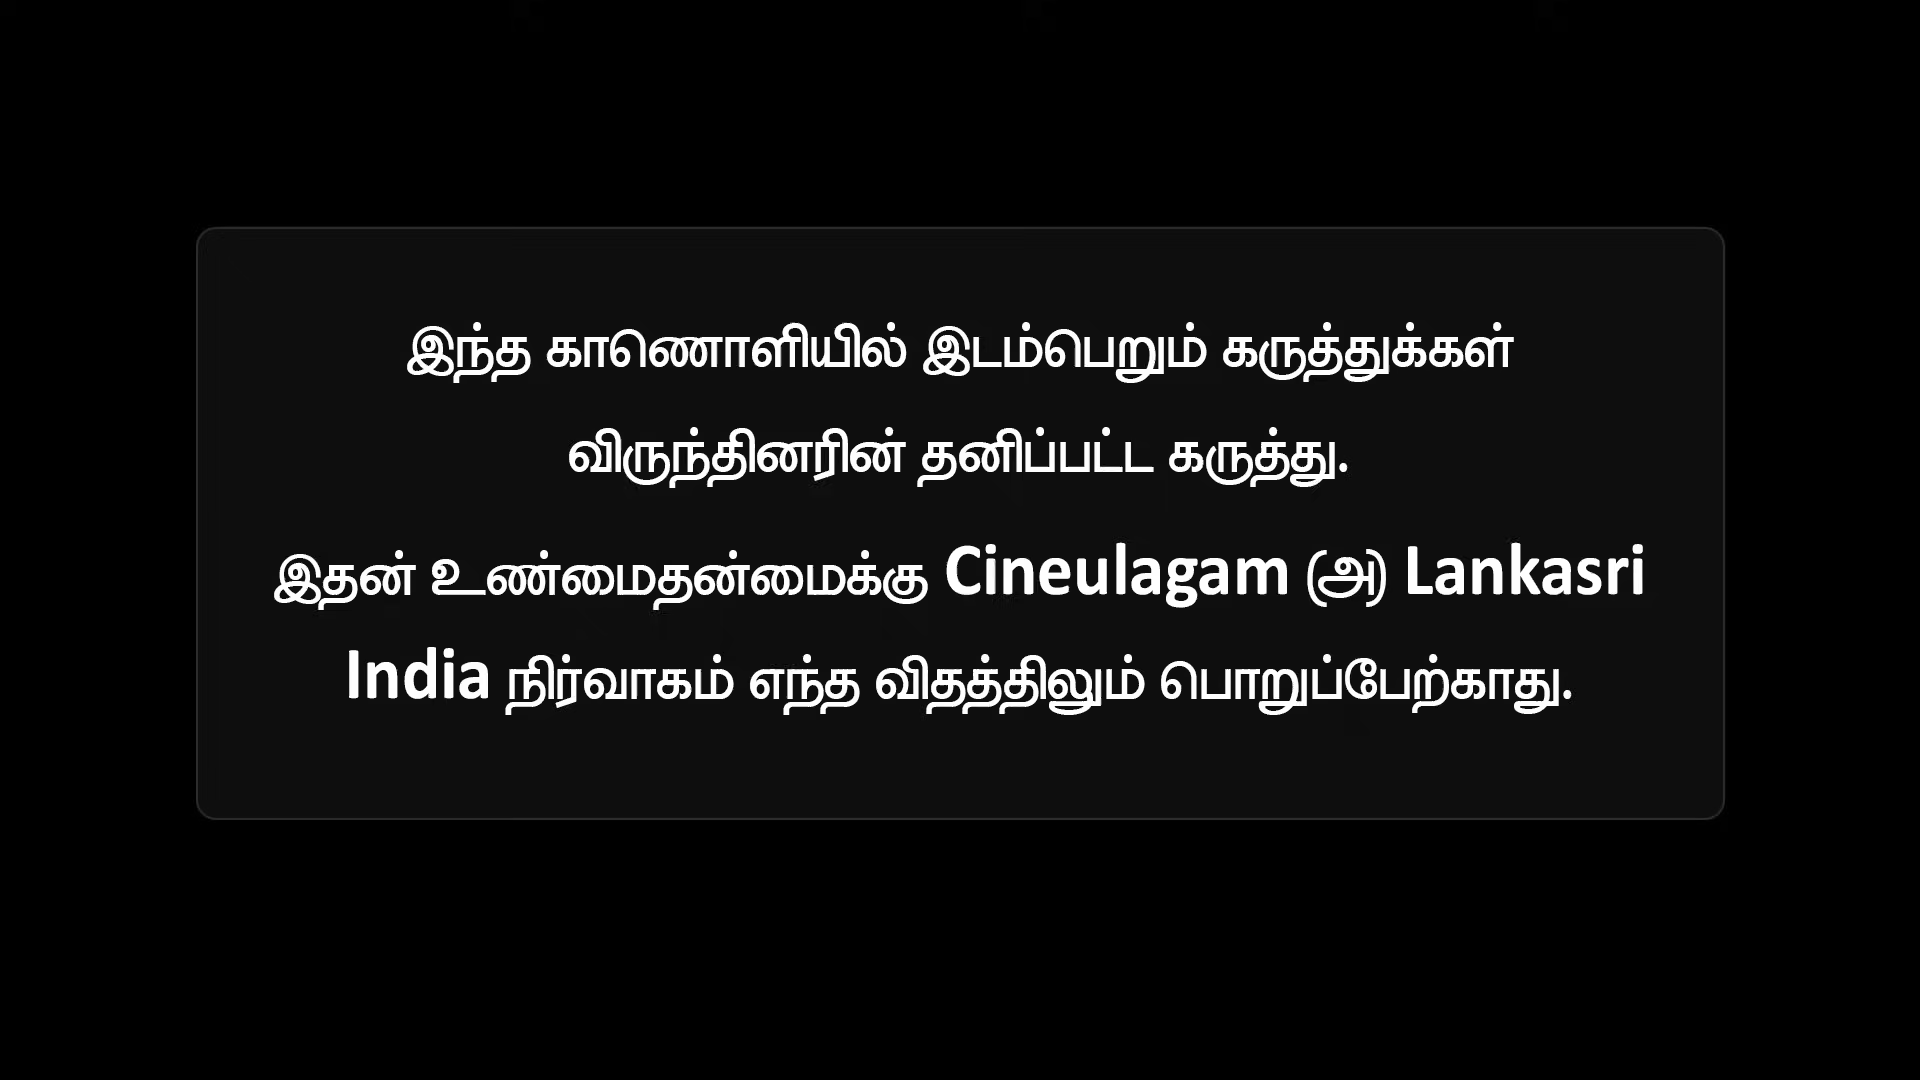 இந்த காணொளியில் இடம்பெறும் கருத்துக்கள்
விருந்தினரின் தனிப்பட்ட கருத்து.
இதன் உண்மைதன்மைக்கு Cineulagam (அ) Lankasri
India நிர்வாகம் எந்த விதத்திலும் பொறுப்பேற்காது.